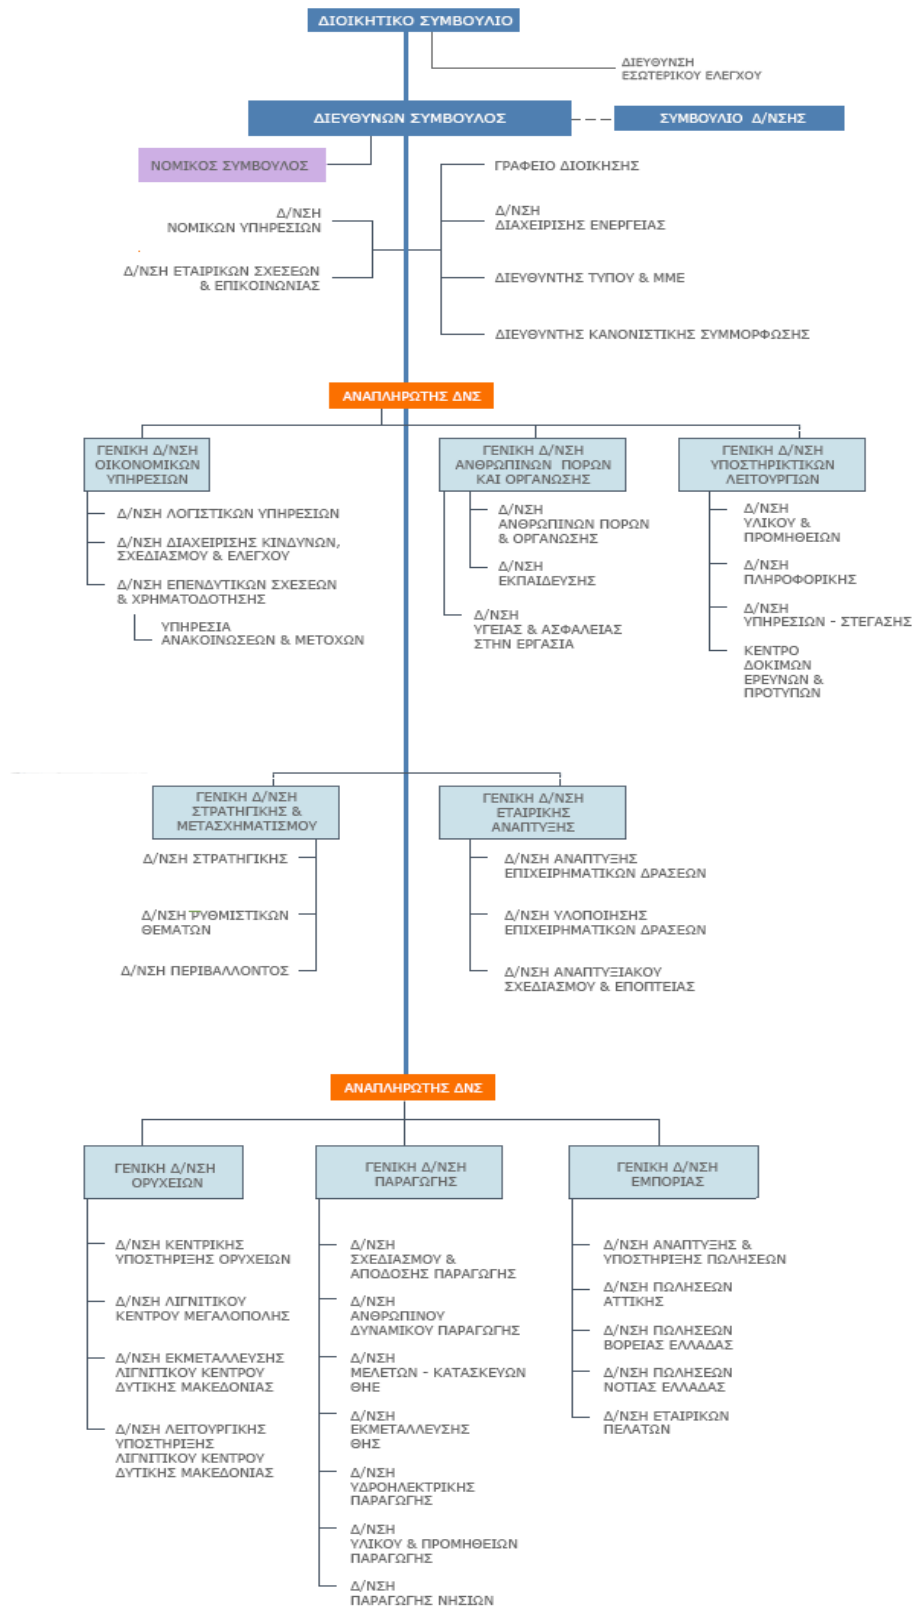 ΔΙΟΙΚΗΤΙΚΟ ΣΥΜΒΟΥΛΙΟ
ΔΙΕΥΘΥΝΣΗ
ΕΣΩΤΕΡΙΚΟΥ ΕΛΕΓΧΟΥ
ΔΙΕΥΘΥΝΩΝ ΣΥΜΒΟΥΛΟΣ
ΣΥΜΒΟΥΛΙΟ Δ/ΝΣΗΣ
ΝΟΜΙΚΟΣ ΣΥΜΒΟΥΛΟΣ
ΓΡΑΦΕΙΟ ΔΙΟΙΚΗΣΗΣ
Δ/ΝΣΗ
ΝΟΜΙΚΩΝ ΥΠΗΡΕΣΙΩΝ
Δ/ΝΣΗ
ΔΙΑΧΕΙΡΙΣΗΣ ΕΝΕΡΓΕΙΑΣ
Δ/ΝΣΗ ΕΤΑΙΡΙΚΩΝ ΣΧΕΣΕΩΝ
& ΕΠΙΚΟΙΝΩΝΙΑΣ
ΔΙΕΥΘΥΝΤΗΣ ΤΥΠΟΥ & ΜΜΕ
ΔΙΕΥΘΥΝΤΗΣ ΚΑΝΟΝΙΣΤΙΚΗΣ ΣΥΜΜΟΡΦΩΣΗΣ
ΑΝΑΠΛΗΡΩΤΗΣ ΔΝΣ
ΓΕΝΙΚΗ Δ/ΝΣΗ
ΟΙΚΟΝΟΜΙΚΩΝ
ΥΠΗΡΕΣΙΩΝ
Δ/ΝΣΗ ΛΟΓΙΣΤΙΚΩΝ ΥΠΗΡΕΣΙΩΝ
Δ/ΝΣΗ ΔΙΑΧΕΙΡΙΣΗΣ ΚΙΝΔΥΝΩΝ,
ΣΧΕΔΙΑΣΜΟΥ & ΕΛΕΓΧΟΥ
Δ/ΝΣΗ ΕΠΕΝΔΥΤΙΚΩΝ ΣΧΕΣΕΩΝ
& ΧΡΗΜΑΤΟΔΟΤΗΣΗΣ
ΥΠΗΡΕΣΙΑ
ΑΝΑΚΟΙΝΩΣΕΩΝ & ΜΕΤΟΧΩΝ
ΓΕΝΙΚΗ Δ/ΝΣΗ
ΑΝΘΡΩΠΙΝΩΝ ΠΟΡΩΝ
ΚΑΙ ΟΡΓΑΝΩΣΗΣ
Δ/ΝΣΗ
ΑΝΘΡΩΠΙΝΩΝ ΠΟΡΩΝ
& ΟΡΓΑΝΩΣΗΣ
Δ/ΝΣΗ
ΕΚΠΑΙΔΕΥΣΗΣ
Δ/ΝΣΗ
ΥΓΕΙΑΣ & ΑΣΦΑΛΕΙΑΣ
ΣΤΗΝ ΕΡΓΑΣΙΑ
ΓΕΝΙΚΗ Δ/ΝΣΗ
ΥΠΟΣΤΗΡΙΚΤΙΚΩΝ
ΛΕΙΤΟΥΡΓΙΩΝ
Δ/ΝΣΗ
ΥΛΙΚΟΥ &
ΠΡΟΜΗΘΕΙΩΝ
Δ/ΝΣΗ
ΠΛΗΡΟΦΟΡΙΚΗΣ
Δ/ΝΣΗ
ΥΠΗΡΕΣΙΩΝ - ΣΤΕΓΑΣΗΣ
ΚΕΝΤΡΟ
ΔΟΚΙΜΩΝ
ΕΡΕΥΝΩΝ &
ΠΡΟΤΥΠΩΝ
ΓΕΝΙΚΗ Δ/ΝΣΗ
ΣΤΡΑΤΗΓΙΚΗΣ &
ΜΕΤΑΣΧΗΜΑΤΙΣΜΟΥ
Δ/ΝΣΗ ΣΤΡΑΤΗΓΙΚΗΣ
Δ/ΝΣΗ ΡΥΘΜΙΣΤΙΚΩΝ
ΘΕΜΑΤΩΝ
Δ/ΝΣΗ ΠΕΡΙΒΑΛΛΟΝΤΟΣ
ΓΕΝΙΚΗ Δ/ΝΣΗ
ΕΤΑΙΡΙΚΗΣ
ΑΝΑΠΤΥΞΗΣ
Δ/ΝΣΗ ΑΝΑΠΤΥΞΗΣ
ΕΠΙΧΕΙΡΗΜΑΤΙΚΩΝ ΔΡΑΣΕΩΝ
Δ/ΝΣΗ ΥΛΟΠΟΙΗΣΗΣ
ΕΠΙΧΕΙΡΗΜΑΤΙΚΩΝ ΔΡΑΣΕΩΝ
Δ/ΝΣΗ ΑΝΑΠΤΥΞΙΑΚΟΥ
ΣΧΕΔΙΑΣΜΟΥ & ΕΠΟΠΤΕΙΑΣ
ΑΝΑΠΛΗΡΩΤΗΣ ΔΝΣ
ΓΕΝΙΚΗ Δ/ΝΣΗ
ΟΡΥΧΕΙΩΝ
Δ/ΝΣΗ ΚΕΝΤΡΙΚΗΣ
ΥΠΟΣΤΗΡΙΞΗΣ ΟΡΥΧΕΙΩΝ
Δ/ΝΣΗ ΛΙΓΝΙΤΙΚΟΥ
ΚΕΝΤΡΟΥ ΜΕΓΑΛΟΠΟΛΗΣ
Δ/ΝΣΗ ΕΚΜΕΤΑΛΛΕΥΣΗΣ
ΛΙΓΝΙΤΙΚΟΥ ΚΕΝΤΡΟΥ
ΔΥΤΙΚΗΣ ΜΑΚΕΔΟΝΙΑΣ
Δ/ΝΣΗ ΛΕΙΤΟΥΡΓΙΚΗΣ
ΥΠΟΣΤΗΡΙΞΗΣ
ΛΙΓΝΙΤΙΚΟΥ ΚΕΝΤΡΟΥ
ΔΥΤΙΚΗΣ ΜΑΚΕΔΟΝΙΑΣ
ΓΕΝΙΚΗ Δ/ΝΣΗ
ΠΑΡΑΓΩΓΗΣ
Δ/ΝΣΗ
ΣΧΕΔΙΑΣΜΟΥ &
ΑΠΟΔΟΣΗΣ ΠΑΡΑΓΩΓΗΣ
Δ/ΝΣΗ
ΑΝΘΡΩΠΙΝΟΥ
ΔΥΝΑΜΙΚΟΥ ΠΑΡΑΓΩΓΗΣ
Δ/ΝΣΗ
ΜΕΛΕΤΩΝ - ΚΑΤΑΣΚΕΥΩΝ
ΘΗΕ
Δ/ΝΣΗ
ΕΚΜΕΤΑΛΛΕΥΣΗΣ
ΘΗΣ
Δ/ΝΣΗ
ΥΔΡΟΗΛΕΚΤΡΙΚΗΣ
ΠΑΡΑΓΩΓΗΣ
Δ/ΝΣΗ
ΥΛΙΚΟΥ & ΠΡΟΜΗΘΕΙΩΝ
ΠΑΡΑΓΩΓΗΣ
Δ/ΝΣΗ
ΠΑΡΑΓΩΓΗΣ ΝΗΣΙΩΝ
ΓΕΝΙΚΗ Δ/ΝΣΗ
ΕΜΠΟΡΙΑΣ
Δ/ΝΣΗ ΑΝΑΠΤΥΞΗΣ &
ΥΠΟΣΤΗΡΙΞΗΣ ΠΩΛΗΣΕΩΝ
Δ/ΝΣΗ ΠΩΛΗΣΕΩΝ
ΑΤΤΙΚΗΣ
Δ/ΝΣΗ ΠΩΛΗΣΕΩΝ
ΒΟΡΕΙΑΣ ΕΛΛΑΔΑΣ
Δ/ΝΣΗ ΠΩΛΗΣΕΩΝ
ΝΟΤΙΑΣ ΕΛΛΑΔΑΣ
Δ/ΝΣΗ ΕΤΑΙΡΙΚΩΝ
ΠΕΛΑΤΩΝ